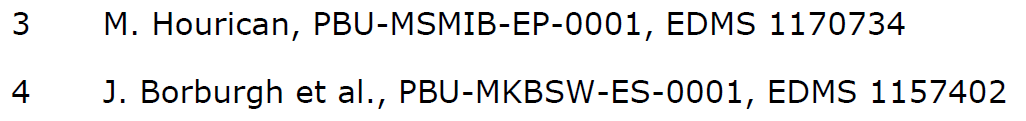 3 M. Hourican, PBU-MSMIB-EP-0001, EDMS 1170734
4 J. Borburgh et al., PBU-MKBSW-ES-0001, EDMS 1157402